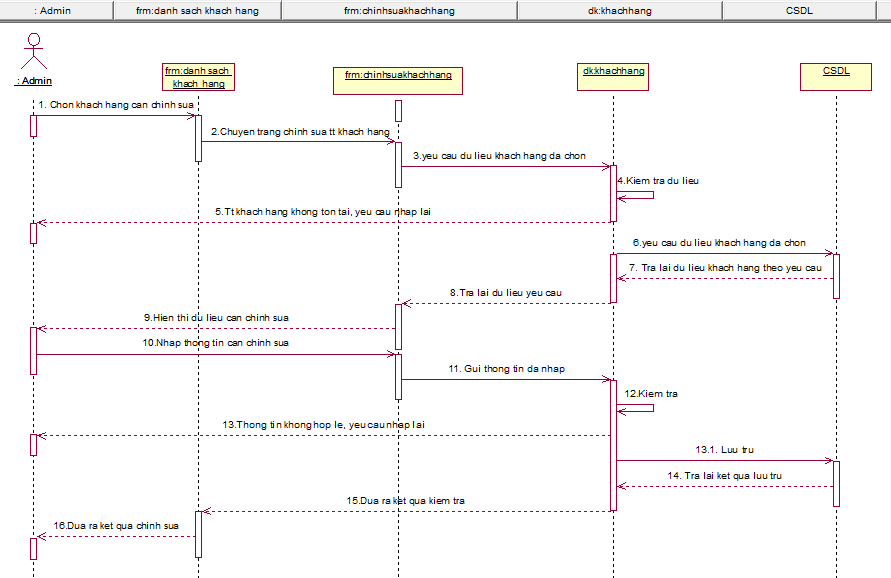 : Admin
frm:danh sach khach hang
frm:chinhsuakhachhang
dk:khachhang
CSDL
: Admin
frm:danh sach
khach hang
frm:chinhsuakhachhang
dk:khachhang
CSDL
1. Chon khach hang can chinh sua
2.Chuyen trang chinh sua tt khach hang
3.yeu cau du lieu khach hang da chon
4.Kiem tra du lieu
5.Tt khach hang khong ton tai, yeu cau nhap lai
6.yeu cau du lieu khach hang da chon
7. Tra lai du lieu khach hang theo yeu cau
8.Tra lai du lieu yeu cau
9.Hien thi du lieu can chinh sua
10.Nhap thong tin can chinh sua
11. Gui thong tin da nhap
12.Kiem tra
13.Thong tin khong hop le, yeu cau nhap lai
13.1. Luu tru
14. Tra lai ket qua luu tru
15.Dua ra ket qua kiem tra
16.Dua ra ket qua chinh sua